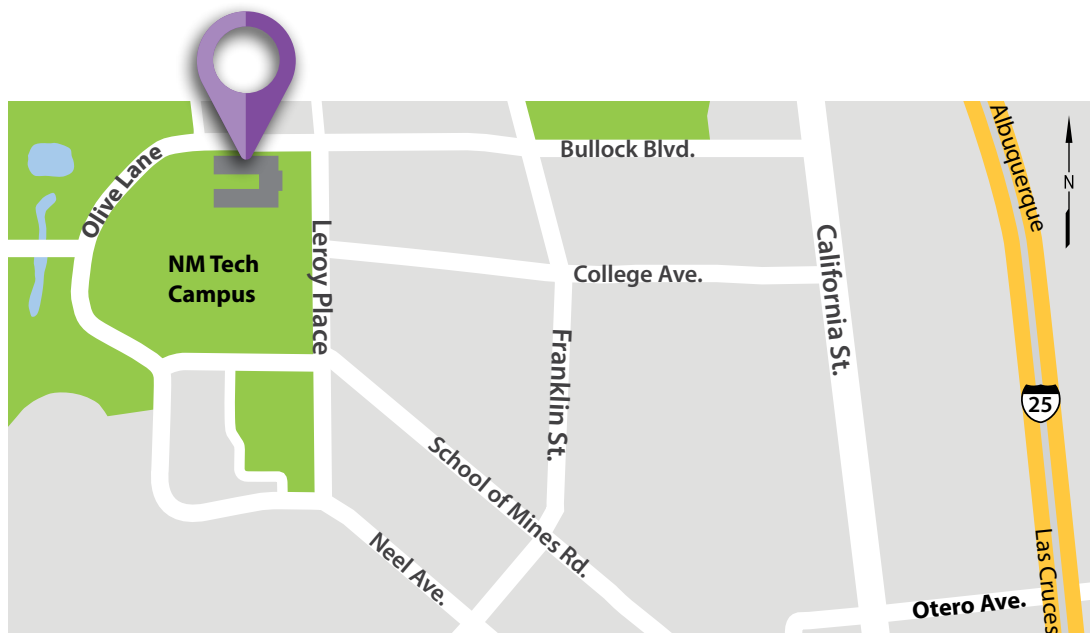 Albuquerque
Bullock Blvd.
Olive Lane
N
Leroy Place
California St.
NM Tech
Campus
College Ave.
Franklin St.
25
School of Mines Rd.
Neel Ave.
Las Cruces
Otero Ave.